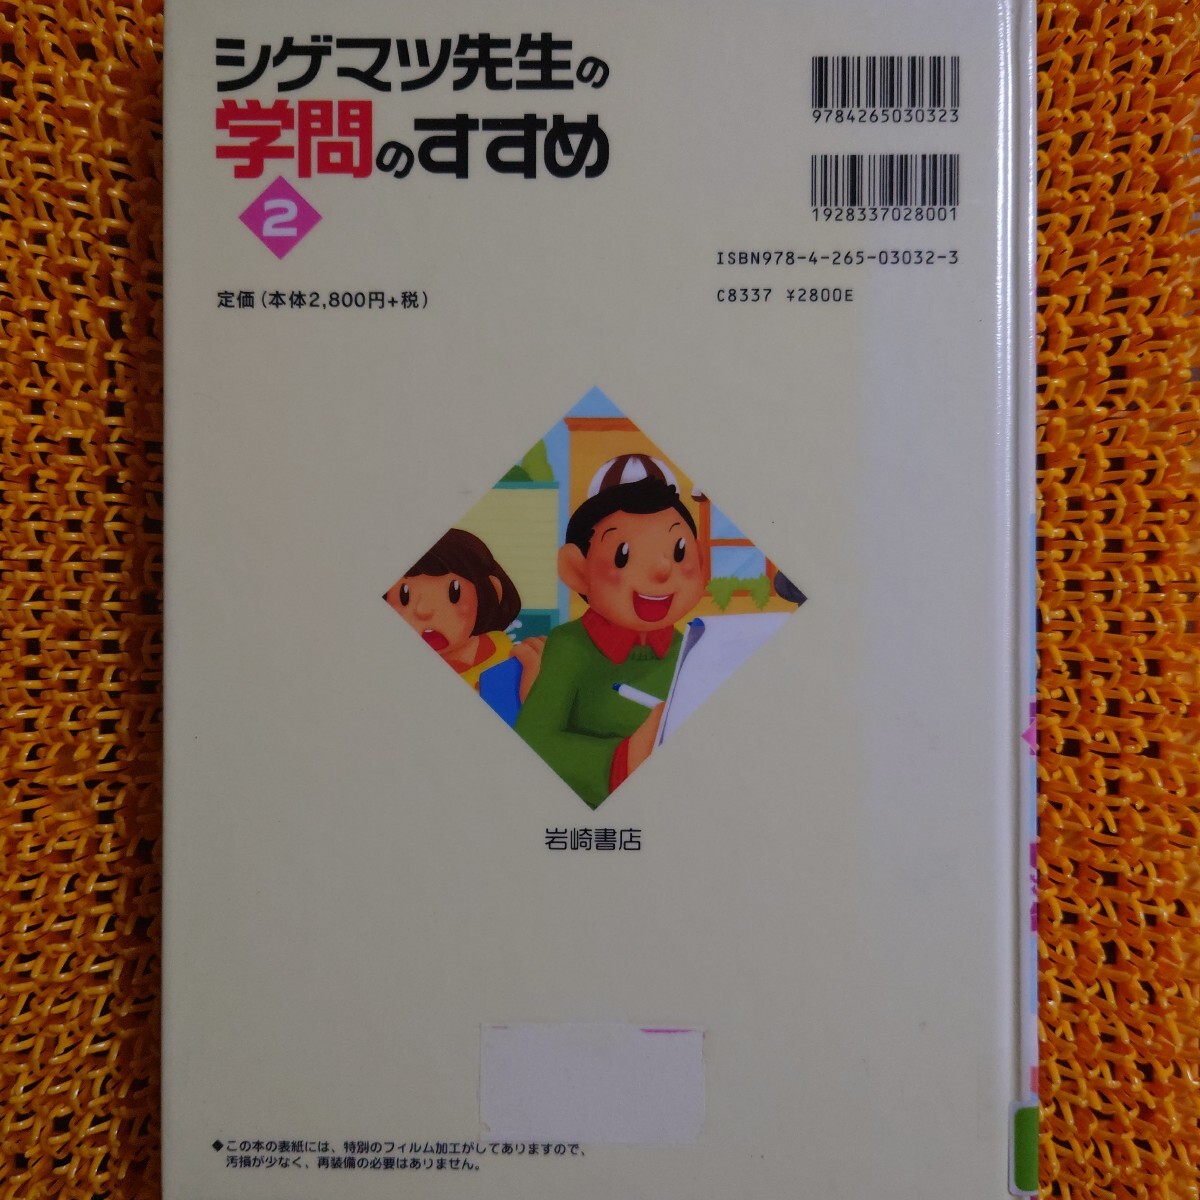 シゲマツ先生の
学問のすすめ
2
定価(本体2,800円+税)
9784265030323
1928337028001
ISBN978-4-265-03032-3
C8337 ¥2800E
岩崎書店
◆この本の表紙には、特別のフィルム加工がしてありますので、
汚損が少なく、再装備の必要はありません。